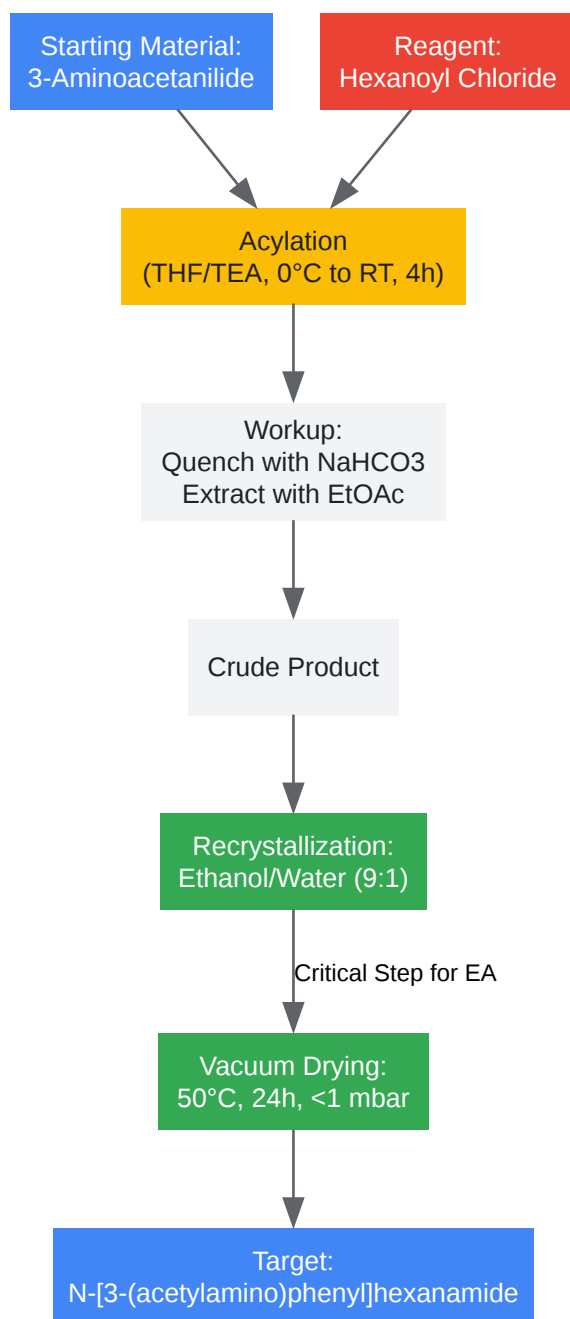 Starting Material:
3-Aminoacetanilide
Reagent:
Hexanoyl Chloride
Acylation
(THF/TEA, 0°C to RT, 4h)
Workup:
Quench with NaHCO3
Extract with EtOAc
Crude Product
Recrystallization:
Ethanol/Water (9:1)
Critical Step for EA
Vacuum Drying:
50°C, 24h, <1 mbar
Target:
N-[3-(acetylamino)phenyl]hexanamide